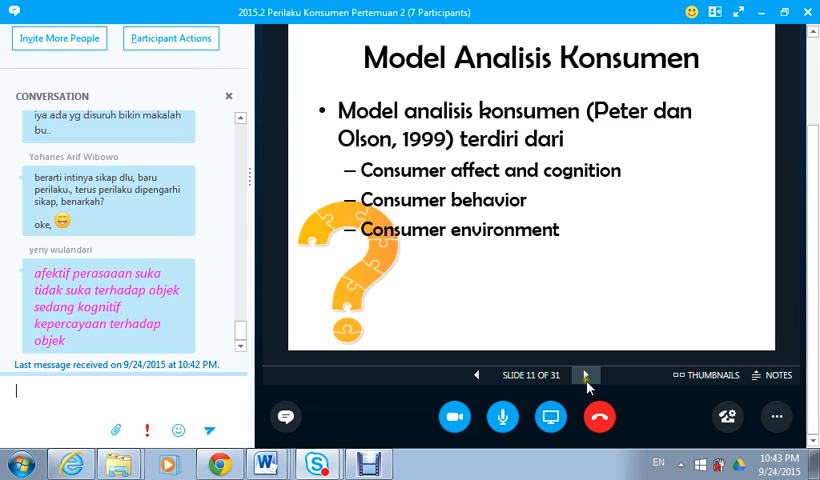 2015.2 Perilaku Konsumen Pertemuan 2 (7 Participants)
Invite More People
Participant Actions
CONVERSATION
iya ada yg disuruh bikin makalah
bu..
Yohanes Arif Wibowo
berarti intinya sikap dlu, baru
perilaku., terus perilaku dipengarhi
sikap, benarkah?
oke,
yeny wulandari
afektif perasaaan suka
tidak suka terhadap objek
sedang kognitif
kepercayaan terhadap
objek
Last message received on 9/24/2015 at 10:42 PM.
Model Analisis Konsumen
• Model analisis konsumen (Peter dan
Olson, 1999) terdiri dari
– Consumer affect and cognition
– Consumer behavior
– Consumer environment
SLIDE 11 OF 31
THUMBNAILS
NOTES
EN
10:43 PM
9/24/2015